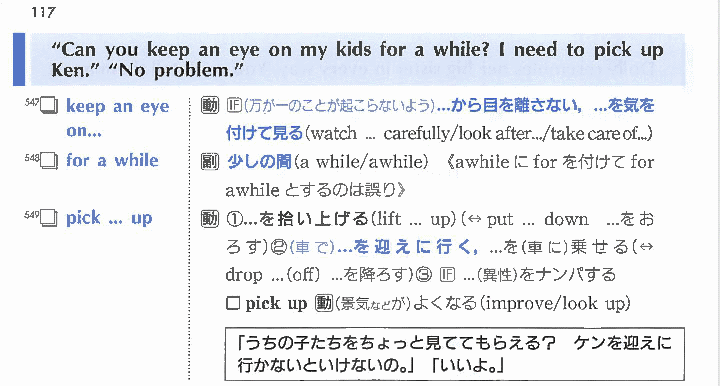 117
"Can you keep an eye on my kids for a while? I need to pick up
Ken." "No problem."
547 □ keep an eye on... 動 IF (万が一のことが起こらないよう)…から目を離さない，…を気を
付けて見る(watch … carefully/look after…/take care of…)
548 □ for a while 副 少しの間(a while/awhile) 《awhile に for を付けて for
awhile とするのは誤り》
549 □ pick … up 動 ①…を拾い上げる(lift … up)(↔ put … down …をお
ろす)②(車で)…を迎えに行く，…を(車に)乗せる(↔
drop …(off) …を降ろす)③ IF …(異性)をナンパする
□ pick up 動 (景気などが)よくなる(improve/look up)
「うちの子たちをちょっと見ててもらえる？ ケンを迎えに
行かないといけないの。」「いいよ。」